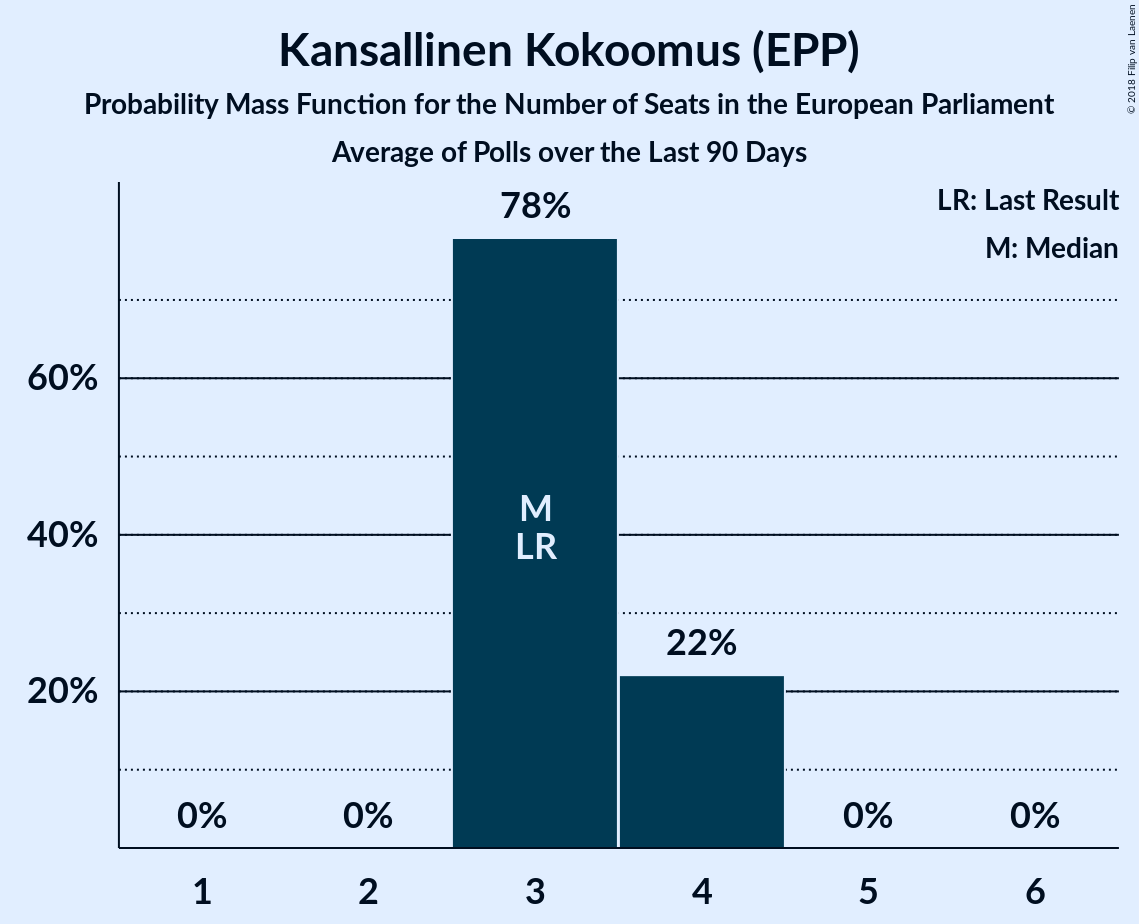 Kansallinen Kokoomus (EPP)
Probability Mass Function for the Number of Seats in the European Parliament
Average of Polls over the Last 90 Days
© 2018 Filip van Laenen
LR: Last Result
M: Median
78%
60%
M
40%
LR
22%
20%
0% 0% 0% 0%
1 2 3 4 5 6